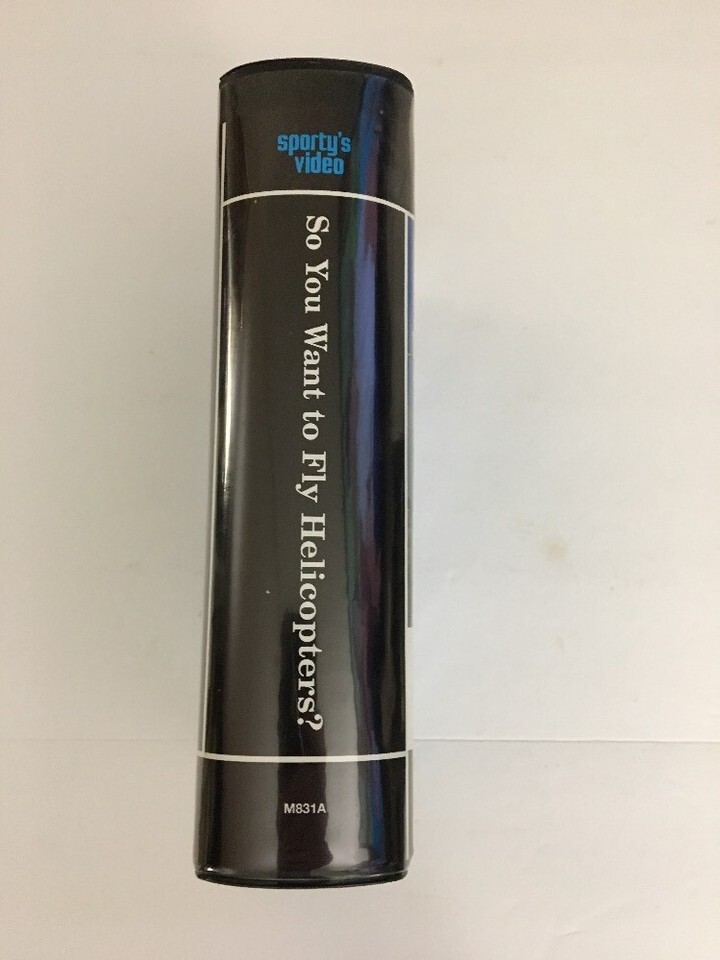 sporty's
video
So You Want to Fly Helicopters?
M831A